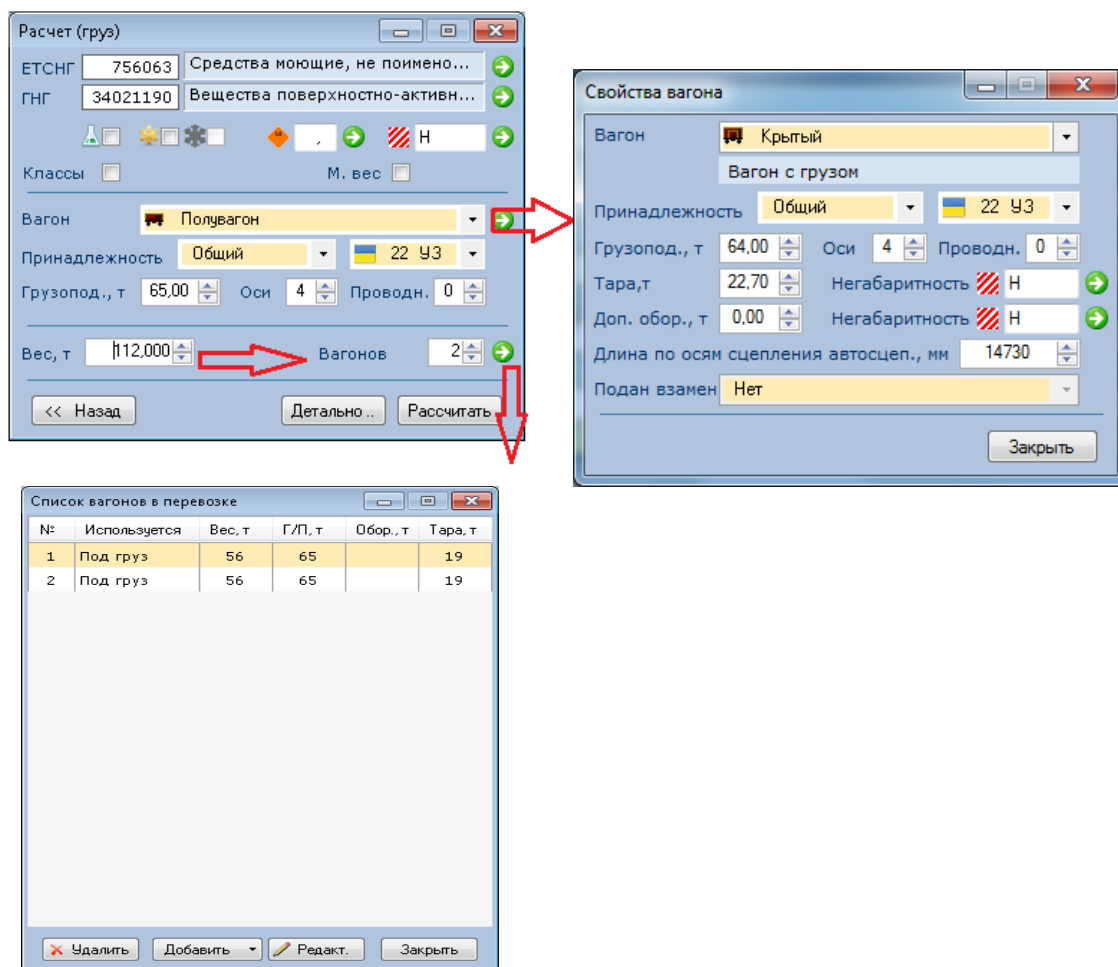 Расчет (груз)
ЕТСНГ 756063 Средства моющие, не поимено...
ГНГ 34021190 Вещества поверхностно-активн...
, Н
Классы М. вес
Вагон Полувагон
Принадлежность Общий 22 УЗ
Грузопод., т 65,00 Оси 4 Проводн. 0
Вес, т 112,000 Вагонов 2
<< Назад Детально .. Рассчитать
Свойства вагона
Вагон Крытый
Вагон с грузом
Принадлежность Общий 22 УЗ
Грузопод., т 64,00 Оси 4 Проводн. 0
Тара,т 22,70 Негабаритность Н
Доп. обор., т 0,00 Негабаритность Н
Длина по осям сцепления автосцеп., мм 14730
Подан взамен Нет
Закрыть
Список вагонов в перевозке
№ Используется Вес, т Г/П, т Обор., т Тара, т
1 Под груз 56 65 19
2 Под груз 56 65 19
Удалить Добавить Редакт. Закрыть